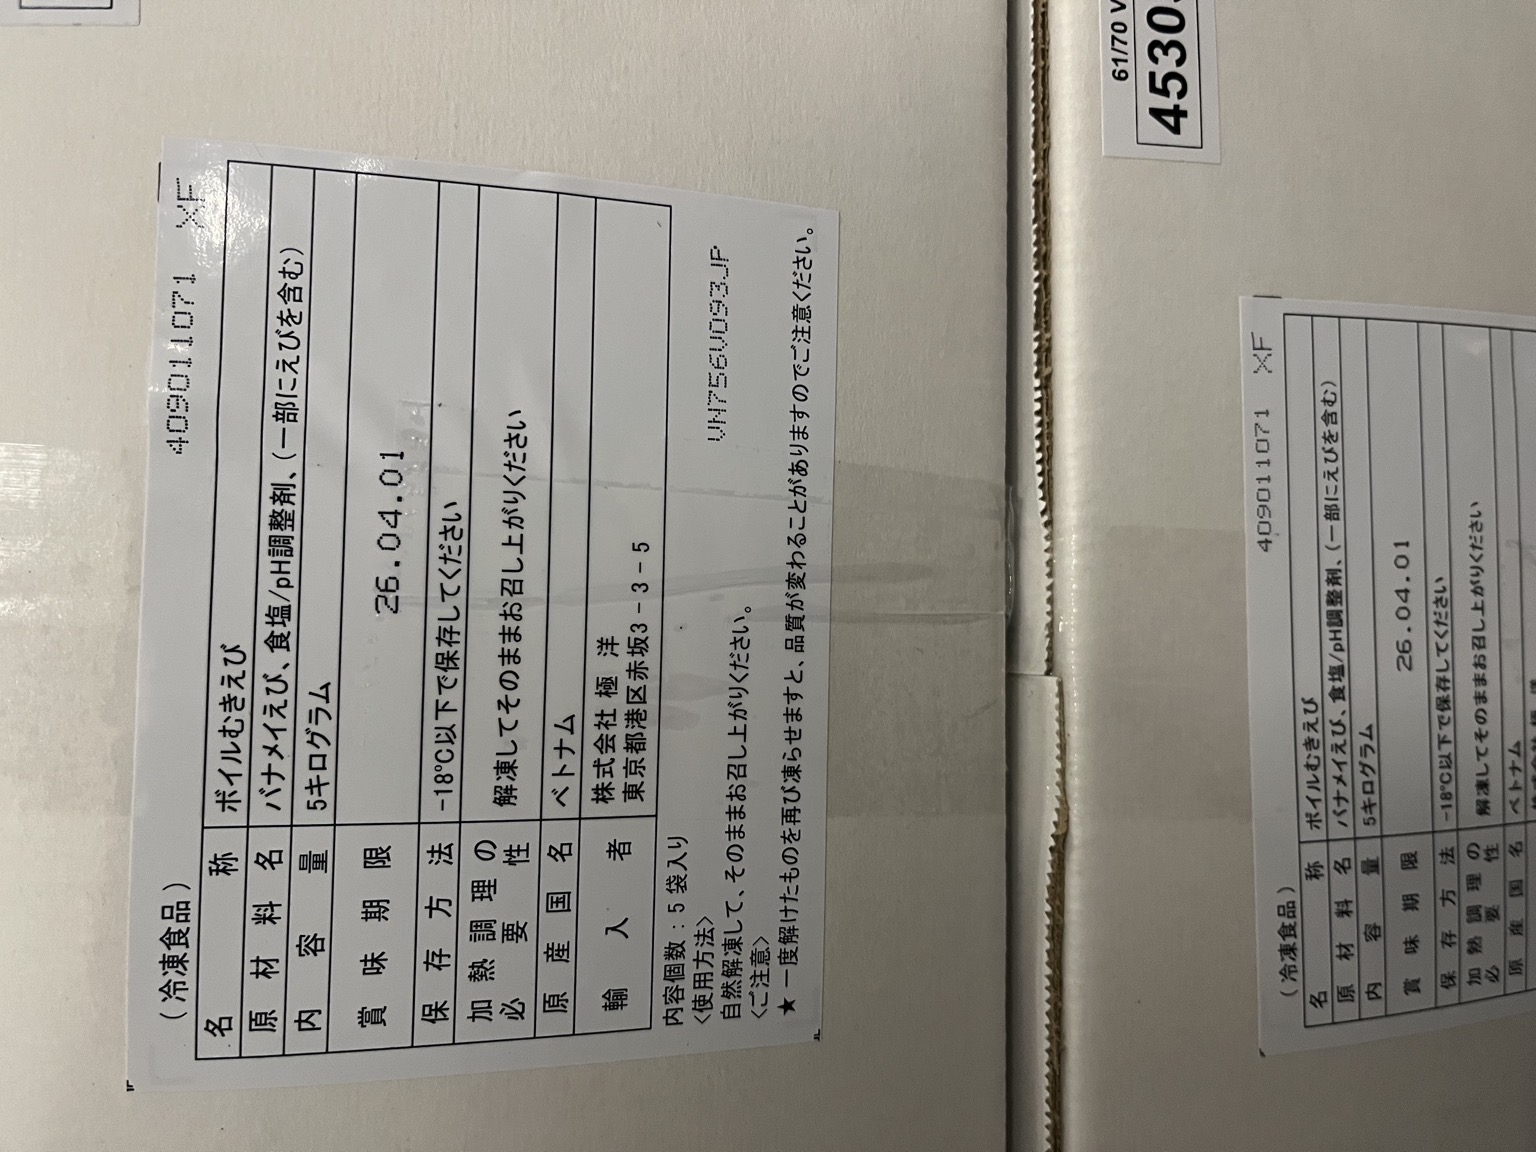 409011071 XF
(冷凍食品)
名称 ボイルむきえび
原材料名 バナメイえび、食塩/pH調整剤、(一部にえびを含む)
内容量 5キログラム
賞味期限 26.04.01
保存方法 -18℃以下で保存してください
加熱調理の必要性 解凍してそのままお召し上がりください
原産国名 ベトナム
輸入者 株式会社 極洋
東京都港区赤坂3-3-5
内容個数:5袋入り
<使用方法>
自然解凍して、そのままお召し上がりください。
<ご注意>
★一度解けたものを再び凍らせますと、品質が変わることがありますのでご注意ください。
VN756V093JP
61/70 V
4530
409011071 XF
(冷凍食品)
名称 ボイルむきえび
原材料名 バナメイえび、食塩/pH調整剤、(一部にえびを含む)
内容量 5キログラム
賞味期限 26.04.01
保存方法 -18℃以下で保存してください
加熱調理の必要性 解凍してそのままお召し上がりください
原産国名 ベトナム